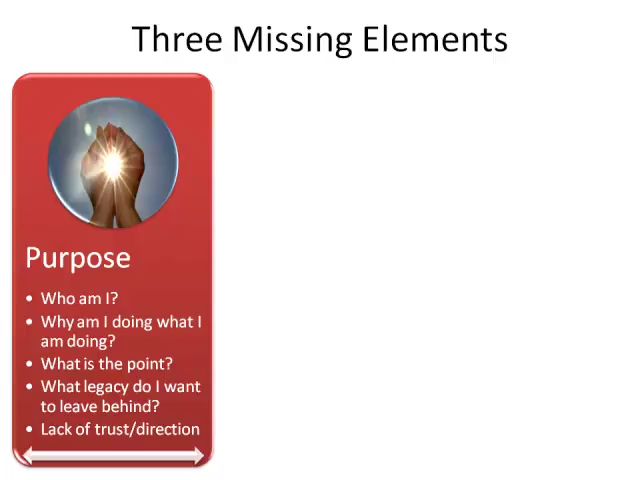 Three Missing Elements
Purpose
• Who am I?
• Why am I doing what I
am doing?
• What is the point?
• What legacy do I want
to leave behind?
• Lack of trust/direction